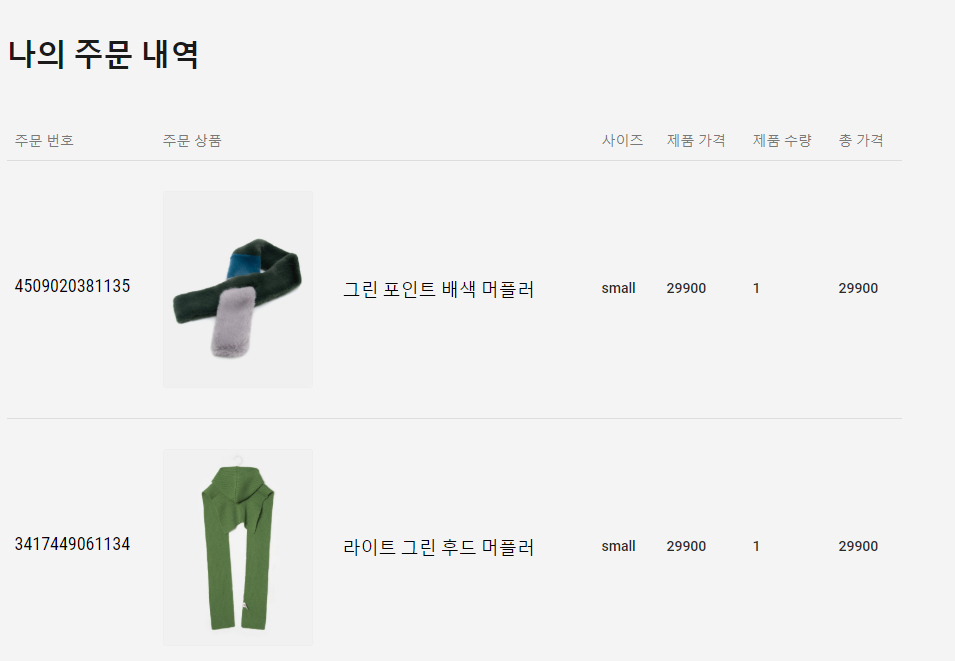 나의 주문 내역
주문 번호 주문 상품 사이즈 제품 가격 제품 수량 총 가격
4509020381135 그린 포인트 배색 머플러 small 29900 1 29900
3417449061134 라이트 그린 후드 머플러 small 29900 1 29900